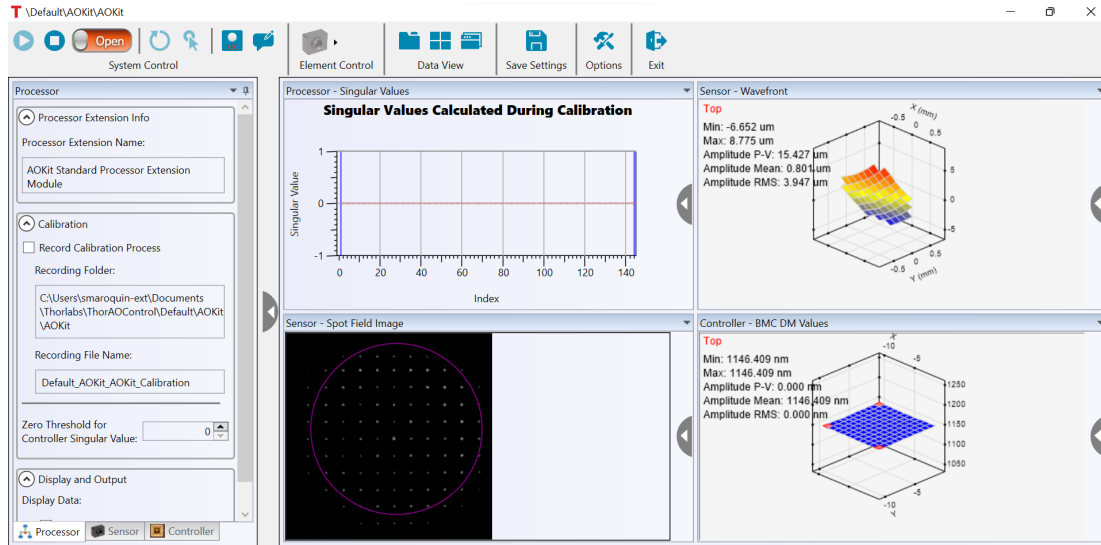 T \Default\AOKit\AOKit
Open
System Control
Element Control
Data View
Save Settings
Options
Exit
Processor
Processor Extension Info
Processor Extension Name:
AOKit Standard Processor Extension
Module
Calibration
Record Calibration Process
Recording Folder:
C:\Users\smaroquin-ext\Documents
\Thorlabs\ThorAOControl\Default\AOKit
\AOKit
Recording File Name:
Default_AOKit_AOKit_Calibration
Zero Threshold for
Controller Singular Value:
0
Display and Output
Display Data:
Processor
Sensor
Controller
Processor - Singular Values
Singular Values Calculated During Calibration
Singular Value
1
0
-1
0 20 40 60 80 100 120 140
Index
Sensor - Wavefront
Top
Min: -6.652 um
Max: 8.775 um
Amplitude P-V: 15.427 um
Amplitude Mean: 0.801 um
Amplitude RMS: 3.947 um
X (mm)
-0.5 0 0.5
5
0
-5
-0.5 0 0.5
Y (mm)
Sensor - Spot Field Image
Controller - BMC DM Values
Top
Min: 1146.409 nm
Max: 1146.409 nm
Amplitude P-V: 0.000 nm
Amplitude Mean: 1146.409 nm
Amplitude RMS: 0.000 nm
X
-10
-5
1250
1200
1150
1100
1050
-5
-10
Y